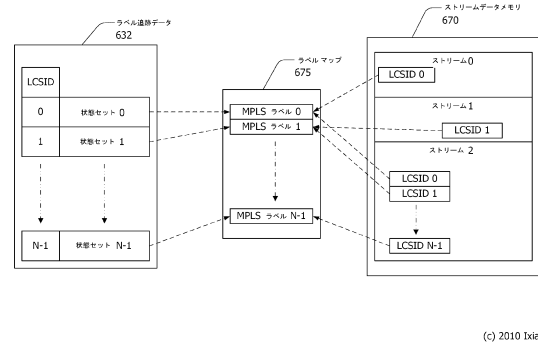 ラベル追跡データ
632
LCSID
0
状態セット 0
1
状態セット 1
N-1
状態セット N-1
ラベル マップ
675
MPLS ラベル 0
MPLS ラベル 1
MPLS ラベル N-1
ストリームデータメモリ
670
ストリーム0
LCSID 0
ストリーム1
LCSID 1
ストリーム 2
LCSID 0
LCSID 1
LCSID N-1
(c) 2010 Ixia